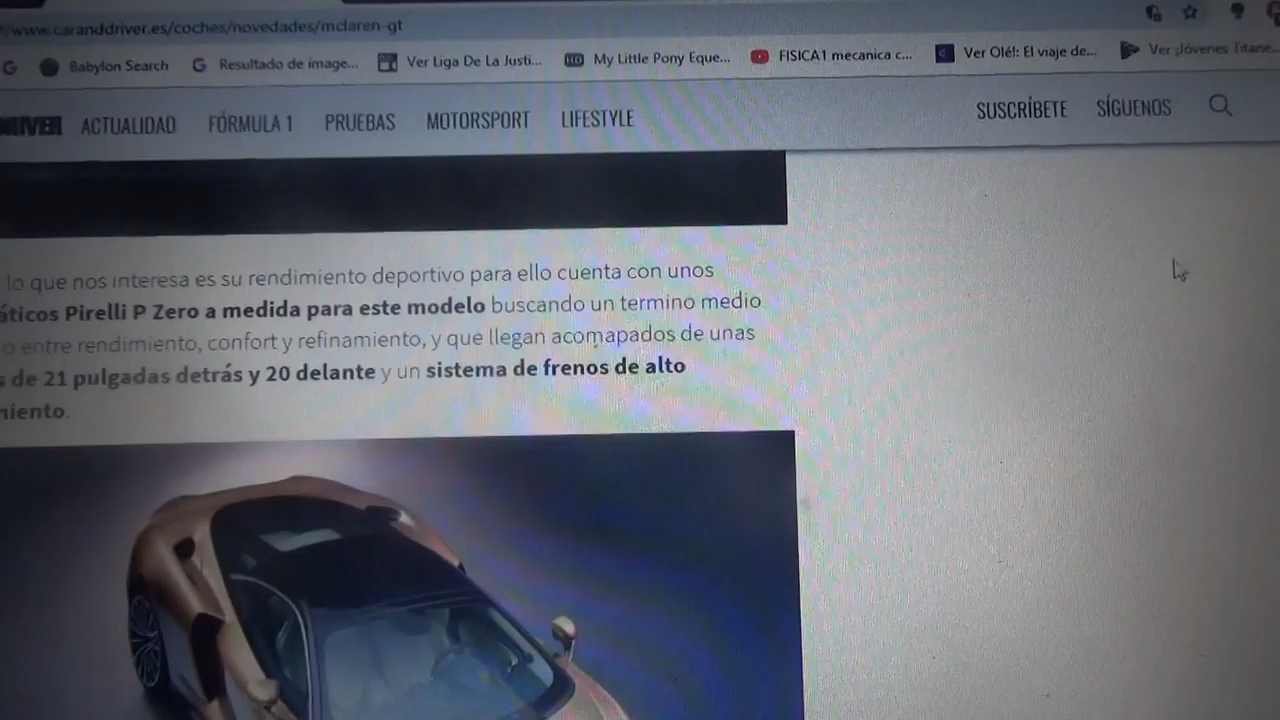 www.caranddriver.es/coches/novedades/mclaren-gt
Babylon Search
Resultado de image...
Ver Liga De La Justi...
HD
My Little Pony Eque...
FISICA1 mecanica c...
Ver Olé!: El viaje de...
Ver ¡Jóvenes Titane...
ACTUALIDAD
FÓRMULA 1
PRUEBAS
MOTORSPORT
LIFESTYLE
SUSCRÍBETE
SÍGUENOS
lo que nos interesa es su rendimiento deportivo para ello cuenta con unos
áticos Pirelli P Zero a medida para este modelo buscando un termino medio
o entre rendimiento, confort y refinamiento, y que llegan acomapados de unas
s de 21 pulgadas detrás y 20 delante y un sistema de frenos de alto
miento.